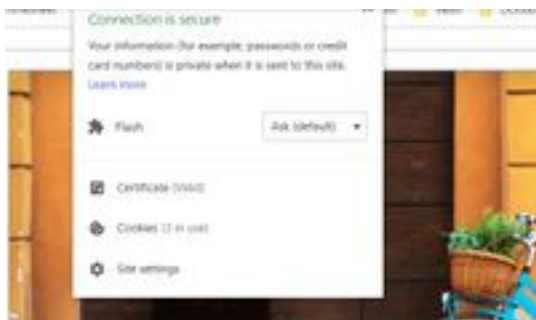 Connection is secure
Your information (for example, passwords or credit
card numbers) is private when it is sent to this site.
Learn more
Flash
Ask (default)
Certificate (Valid)
Cookies (2 in use)
Site settings